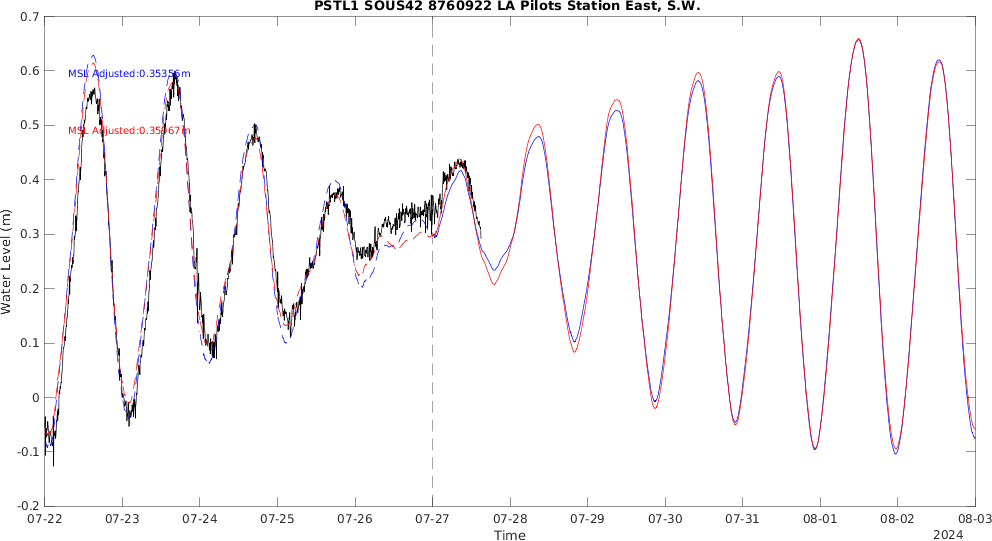 PSTL1 SOUS42 8760922 LA Pilots Station East, S.W.
0.7
0.6
0.5
0.4
0.3
0.2
0.1
0
-0.1
-0.2
Water Level (m)
MSL Adjusted:0.35356m
MSL Adjusted:0.35967m
07-22 07-23 07-24 07-25 07-26 07-27 07-28 07-29 07-30 07-31 08-01 08-02 08-03
Time
2024